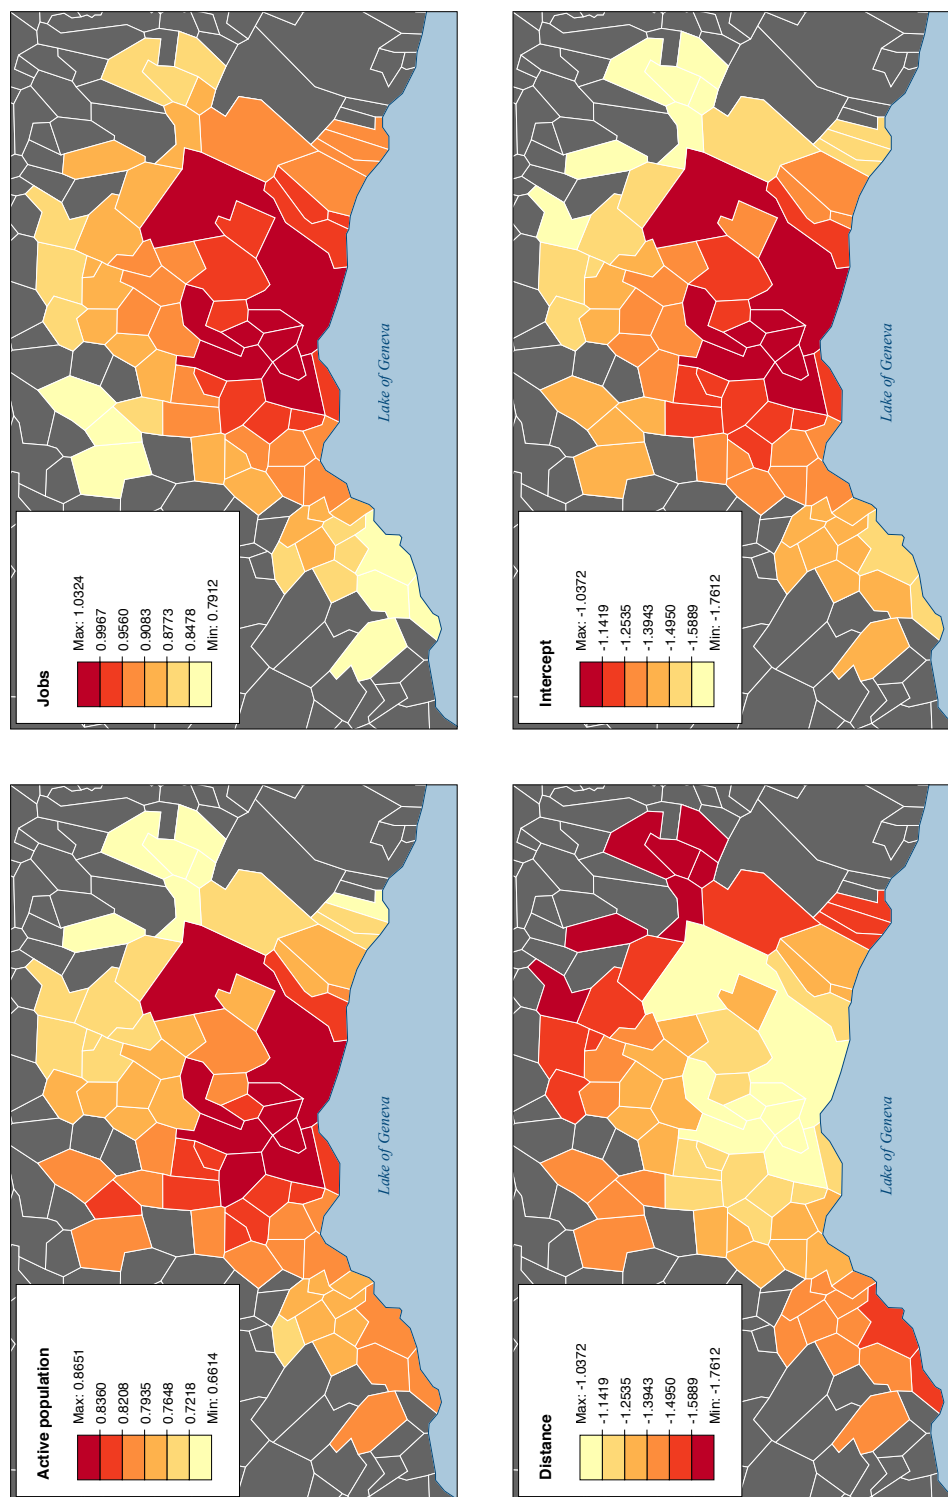 Active population
Max: 0.8651
0.8360
0.8208
0.7935
0.7648
0.7218
Min: 0.6614
Lake of Geneva
Jobs
Max: 1.0324
0.9967
0.9560
0.9083
0.8773
0.8478
Min: 0.7912
Lake of Geneva
Distance
Max: -1.0372
-1.1419
-1.2535
-1.3943
-1.4950
-1.5889
Min: -1.7612
Lake of Geneva
Intercept
Max: -1.0372
-1.1419
-1.2535
-1.3943
-1.4950
-1.5889
Min: -1.7612
Lake of Geneva